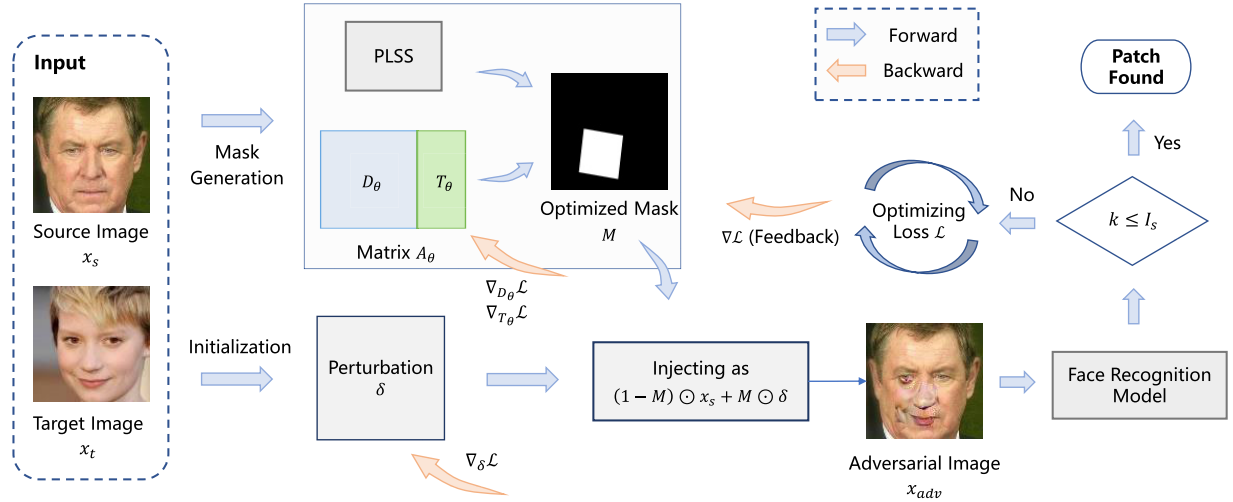 Input
Source Image
x_s
Target Image
x_t
Mask
Generation
Initialization
PLSS
D_θ
T_θ
Matrix A_θ
Optimized Mask
M
∇_{D_θ}ℒ
∇_{T_θ}ℒ
Perturbation
δ
∇_δℒ
Injecting as
(1 − M) ⊙ x_s + M ⊙ δ
Adversarial Image
x_{adv}
Face Recognition
Model
k ≤ I_s
No
Yes
Patch
Found
Optimizing
Loss ℒ
∇ℒ (Feedback)
Forward
Backward